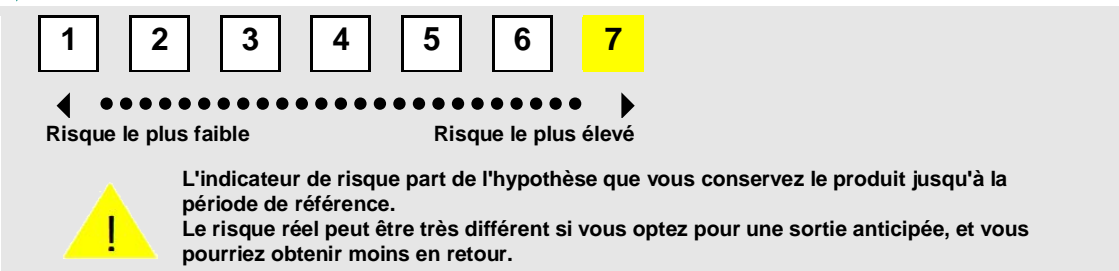 1 2 3 4 5 6 7
Risque le plus faible Risque le plus élevé
L'indicateur de risque part de l'hypothèse que vous conservez le produit jusqu'à la
période de référence.
Le risque réel peut être très différent si vous optez pour une sortie anticipée, et vous
pourriez obtenir moins en retour.
!